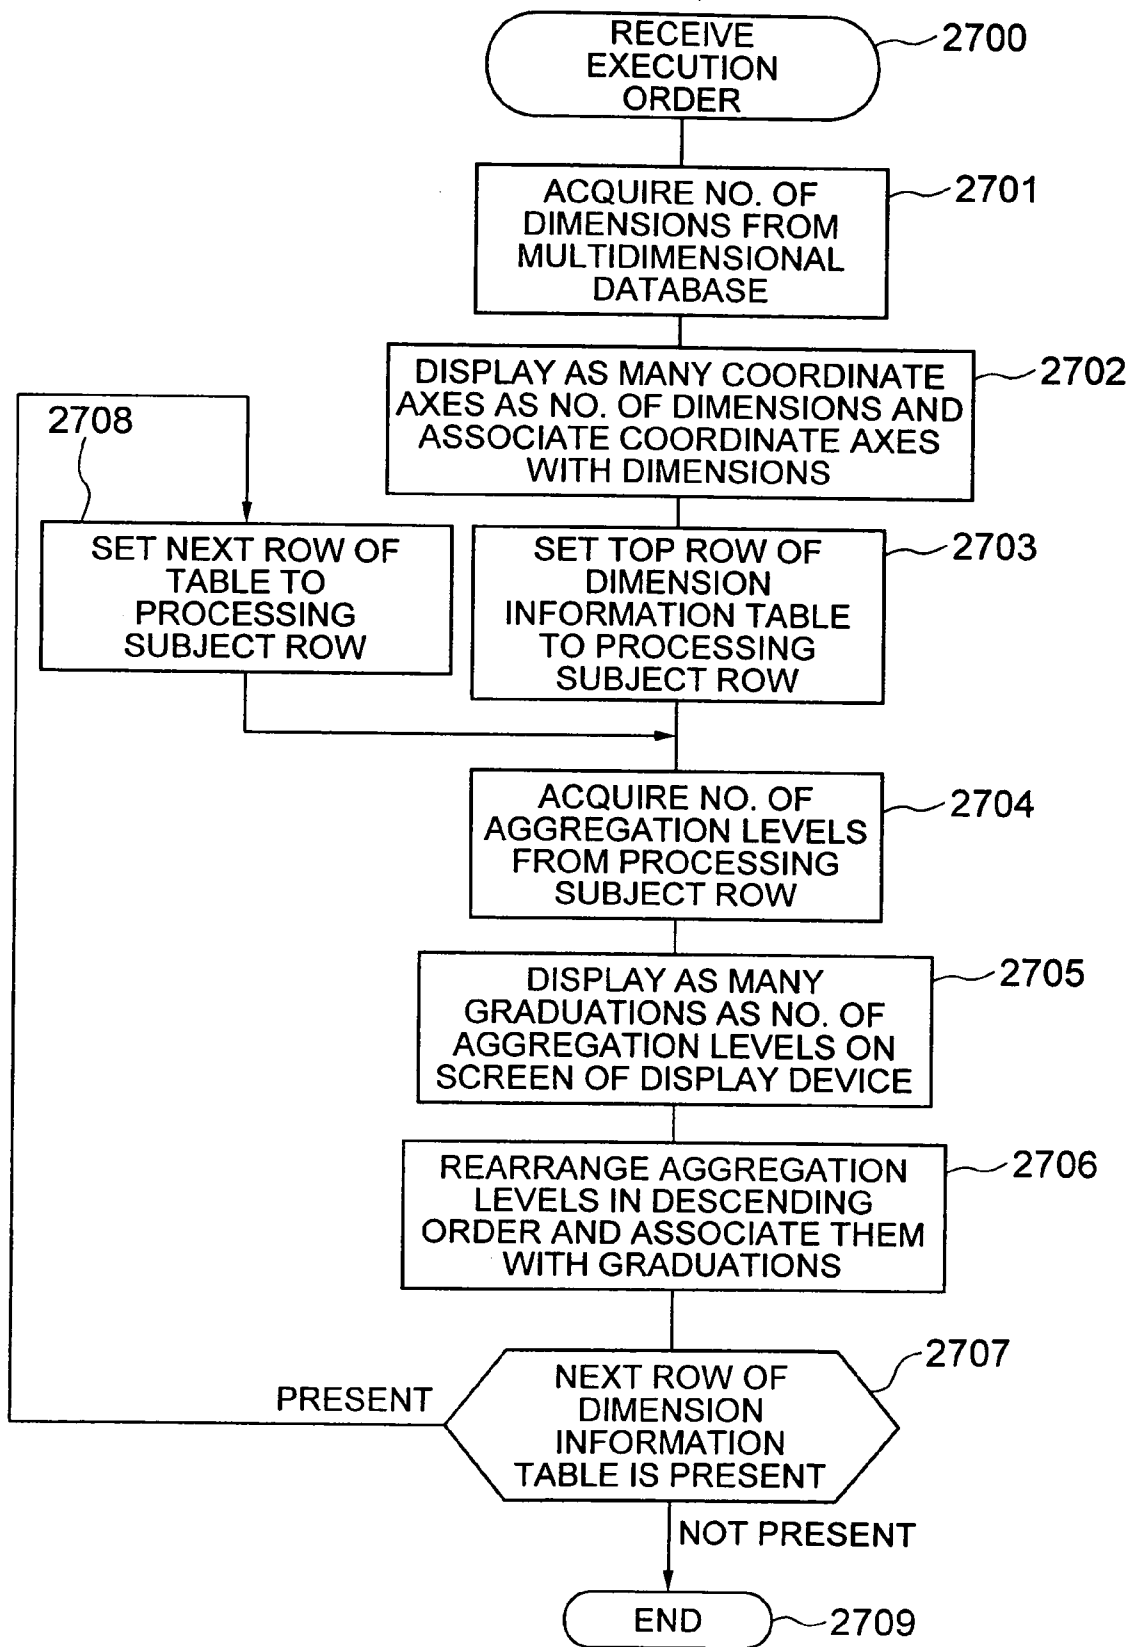 RECEIVE
EXECUTION
ORDER
2700
ACQUIRE NO. OF
DIMENSIONS FROM
MULTIDIMENSIONAL
DATABASE
2701
DISPLAY AS MANY COORDINATE
AXES AS NO. OF DIMENSIONS AND
ASSOCIATE COORDINATE AXES
WITH DIMENSIONS
2702
2708
SET NEXT ROW OF
TABLE TO
PROCESSING
SUBJECT ROW
SET TOP ROW OF
DIMENSION
INFORMATION TABLE
TO PROCESSING
SUBJECT ROW
2703
ACQUIRE NO. OF
AGGREGATION LEVELS
FROM PROCESSING
SUBJECT ROW
2704
DISPLAY AS MANY
GRADUATIONS AS NO. OF
AGGREGATION LEVELS ON
SCREEN OF DISPLAY DEVICE
2705
REARRANGE AGGREGATION
LEVELS IN DESCENDING
ORDER AND ASSOCIATE THEM
WITH GRADUATIONS
2706
PRESENT
NEXT ROW OF
DIMENSION
INFORMATION
TABLE IS PRESENT
2707
NOT PRESENT
END
2709